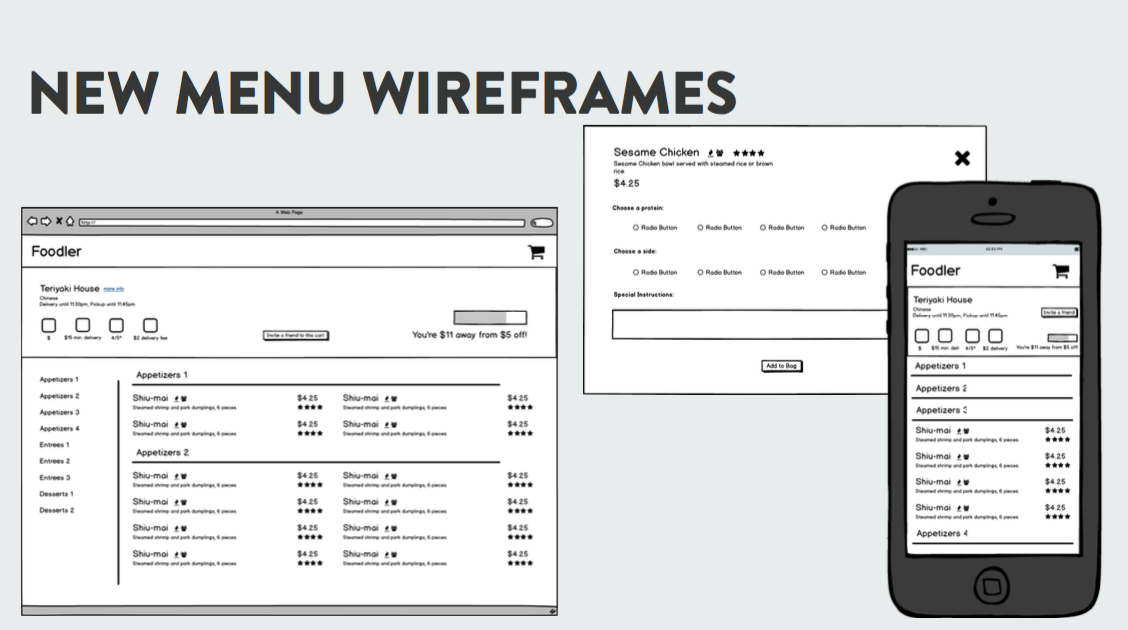 NEW MENU WIREFRAMES
A Web Page
http://
Foodler
Teriyaki House more info
Chinese
Delivery until 11:30pm, Pickup until 11:45pm
$ $15 min. delivery 4/5* $2 delivery fee
Invite a friend to this cart
You're $11 away from $5 off!
Appetizers 1
Appetizers 2
Appetizers 3
Appetizers 4
Entrees 1
Entrees 2
Entrees 3
Desserts 1
Desserts 2
Appetizers 1
Shiu-mai $4.25 Shiu-mai $4.25
Steamed shrimp and pork dumplings, 6 pieces ★★★★ Steamed shrimp and pork dumplings, 6 pieces ★★★★
Shiu-mai $4.25 Shiu-mai $4.25
Steamed shrimp and pork dumplings, 6 pieces ★★★★ Steamed shrimp and pork dumplings, 6 pieces ★★★★
Appetizers 2
Shiu-mai $4.25 Shiu-mai $4.25
Steamed shrimp and pork dumplings, 6 pieces ★★★★ Steamed shrimp and pork dumplings, 6 pieces ★★★★
Shiu-mai $4.25 Shiu-mai $4.25
Steamed shrimp and pork dumplings, 6 pieces ★★★★ Steamed shrimp and pork dumplings, 6 pieces ★★★★
Shiu-mai $4.25 Shiu-mai $4.25
Steamed shrimp and pork dumplings, 6 pieces ★★★★ Steamed shrimp and pork dumplings, 6 pieces ★★★★
Shiu-mai $4.25 Shiu-mai $4.25
Steamed shrimp and pork dumplings, 6 pieces ★★★★ Steamed shrimp and pork dumplings, 6 pieces ★★★★
Sesame Chicken ★★★★
Sesame Chicken bowl served with steamed rice or brown
rice
$4.25
Choose a protein:
Radio Button Radio Button Radio Button Radio Button
Choose a side:
Radio Button Radio Button Radio Button Radio Button
Special Instructions:
Add to Bag
Foodler
Teriyaki House
Chinese
Delivery until 11:30pm, Pickup until 11:45pm
Invite a friend
$ $15 min. deli 4/5* $2 delivery
You're $11 away from $5 off!
Appetizers 1
Appetizers 2
Appetizers 3
Shiu-mai $4.25
Steamed shrimp and pork dumplings, 6 pieces ★★★★
Shiu-mai $4.25
Steamed shrimp and pork dumplings, 6 pieces ★★★★
Shiu-mai $4.25
Steamed shrimp and pork dumplings, 6 pieces ★★★★
Shiu-mai $4.25
Steamed shrimp and pork dumplings, 6 pieces ★★★★
Appetizers 4